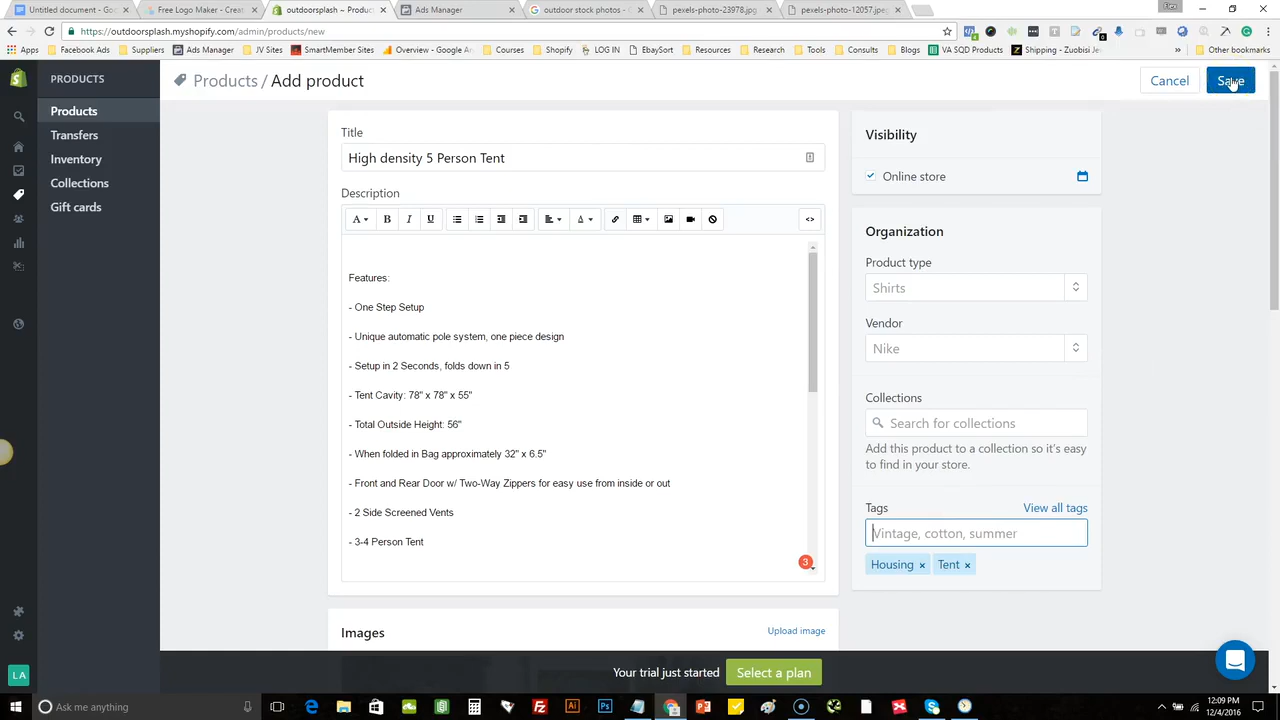 Untitled document - Goo
Free Logo Maker - Creat
outdoorsplash ~ Produc
Ads Manager
outdoor stock photos - G
pexels-photo-23978.jpg
pexels-photo-12057.jpeg
https://outdoorsplash.myshopify.com/admin/products/new
Apps
Facebook Ads
Suppliers
Ads Manager
JV Sites
SmartMember Sites
Overview - Google An
Courses
Shopify
LOG IN
EbaySort
Resources
Research
Tools
Consults
Blogs
VA SQD Products
Shipping - Zuobisi Jew
»
Other bookmarks
PRODUCTS
Products
Transfers
Inventory
Collections
Gift cards
Products / Add product
Cancel
Save
Title
High density 5 Person Tent
Description
Features:
- One Step Setup
- Unique automatic pole system, one piece design
- Setup in 2 Seconds, folds down in 5
- Tent Cavity: 78" x 78" x 55"
- Total Outside Height: 56"
- When folded in Bag approximately 32" x 6.5"
- Front and Rear Door w/ Two-Way Zippers for easy use from inside or out
- 2 Side Screened Vents
- 3-4 Person Tent
3
Images
Upload image
Visibility
Online store
Organization
Product type
Shirts
Vendor
Nike
Collections
Search for collections
Add this product to a collection so it's easy
to find in your store.
Tags
View all tags
Vintage, cotton, summer
Housing ×
Tent ×
LA
Your trial just started
Select a plan
Ask me anything
12:09 PM
12/4/2016